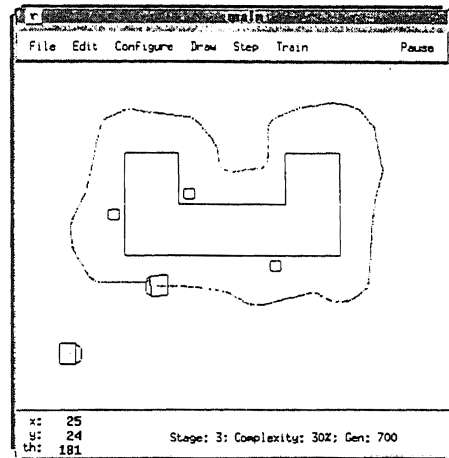 main
File Edit Configure Draw Step Train Pause
x: 25
y: 24
th: 181
Stage: 3; Complexity: 30%; Gen: 700